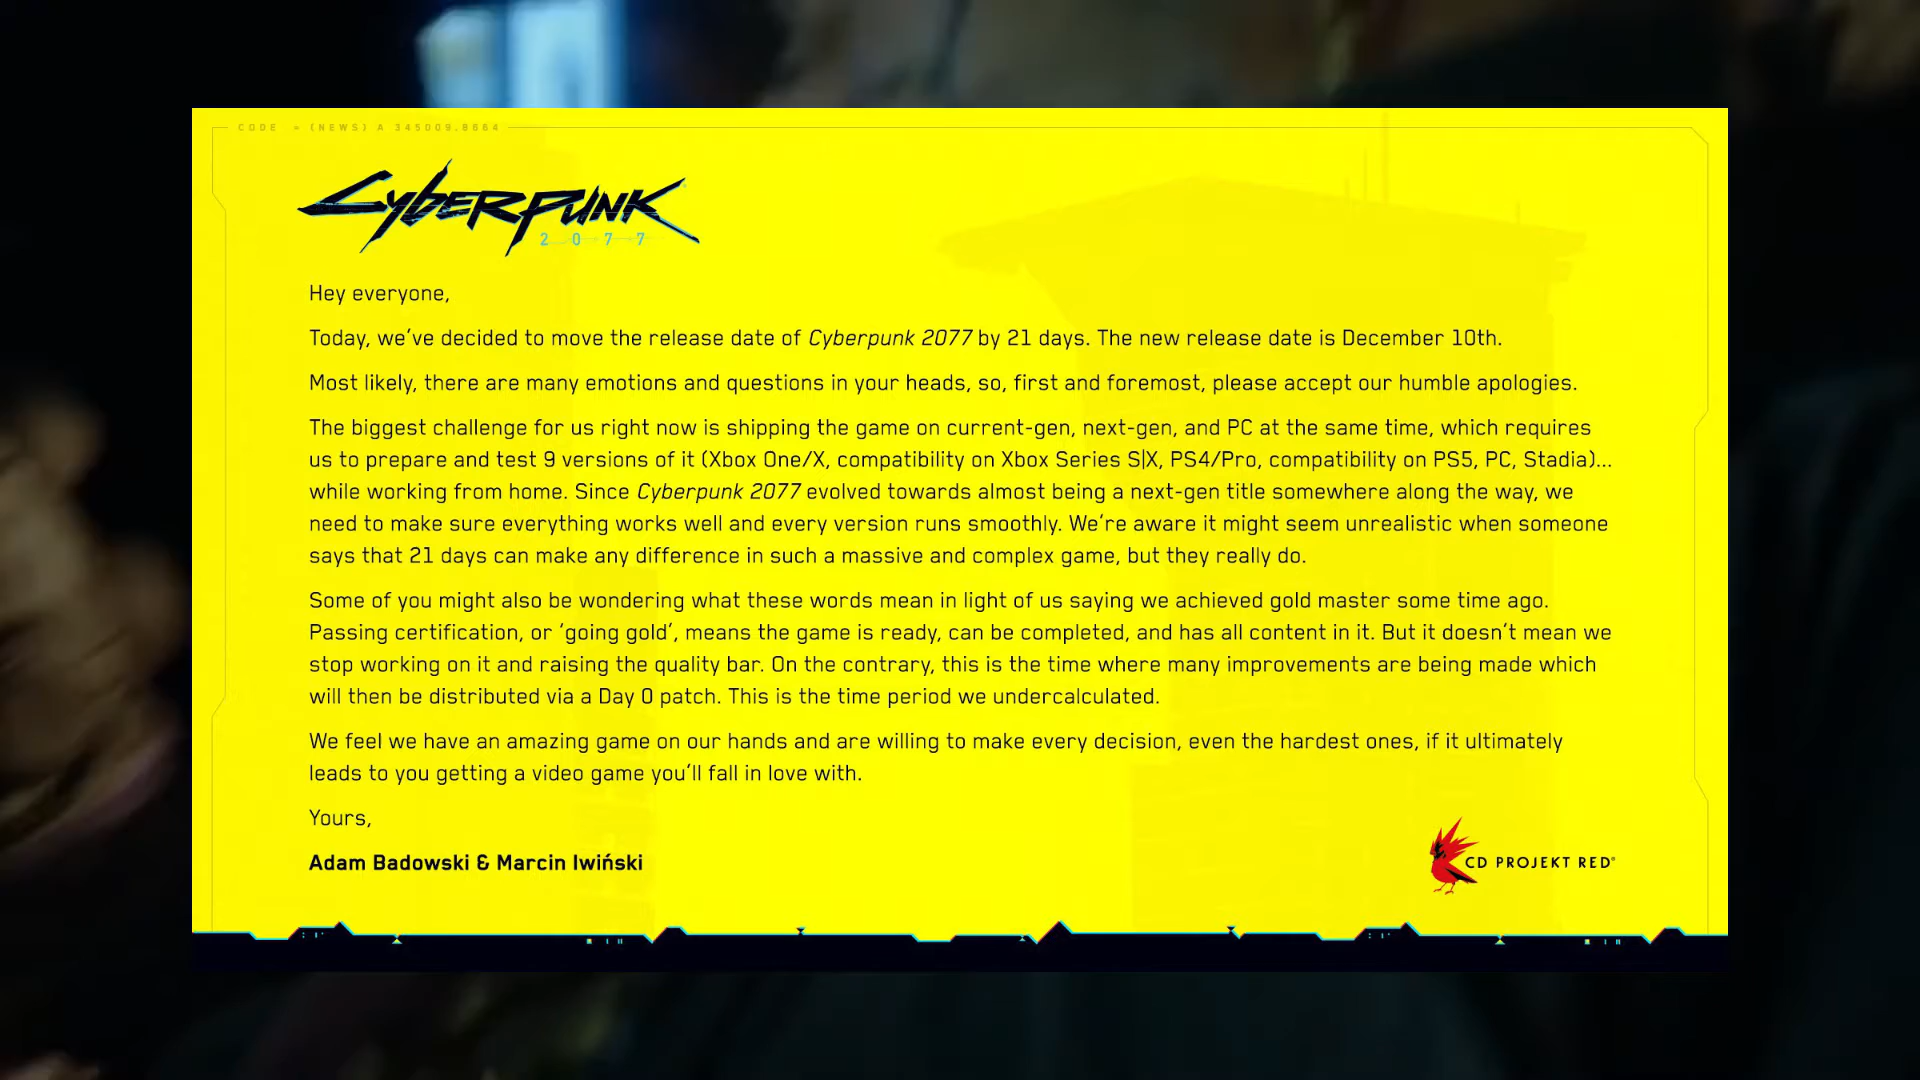 CODE = (NEWS) A 345009.8664
CYBERPUNK
2077
Hey everyone,
Today, we've decided to move the release date of Cyberpunk 2077 by 21 days. The new release date is December 10th.
Most likely, there are many emotions and questions in your heads, so, first and foremost, please accept our humble apologies.
The biggest challenge for us right now is shipping the game on current-gen, next-gen, and PC at the same time, which requires
us to prepare and test 9 versions of it (Xbox One/X, compatibility on Xbox Series S|X, PS4/Pro, compatibility on PS5, PC, Stadia)...
while working from home. Since Cyberpunk 2077 evolved towards almost being a next-gen title somewhere along the way, we
need to make sure everything works well and every version runs smoothly. We're aware it might seem unrealistic when someone
says that 21 days can make any difference in such a massive and complex game, but they really do.
Some of you might also be wondering what these words mean in light of us saying we achieved gold master some time ago.
Passing certification, or 'going gold', means the game is ready, can be completed, and has all content in it. But it doesn't mean we
stop working on it and raising the quality bar. On the contrary, this is the time where many improvements are being made which
will then be distributed via a Day 0 patch. This is the time period we undercalculated.
We feel we have an amazing game on our hands and are willing to make every decision, even the hardest ones, if it ultimately
leads to you getting a video game you'll fall in love with.
Yours,
Adam Badowski & Marcin Iwiński
CD PROJEKT RED®